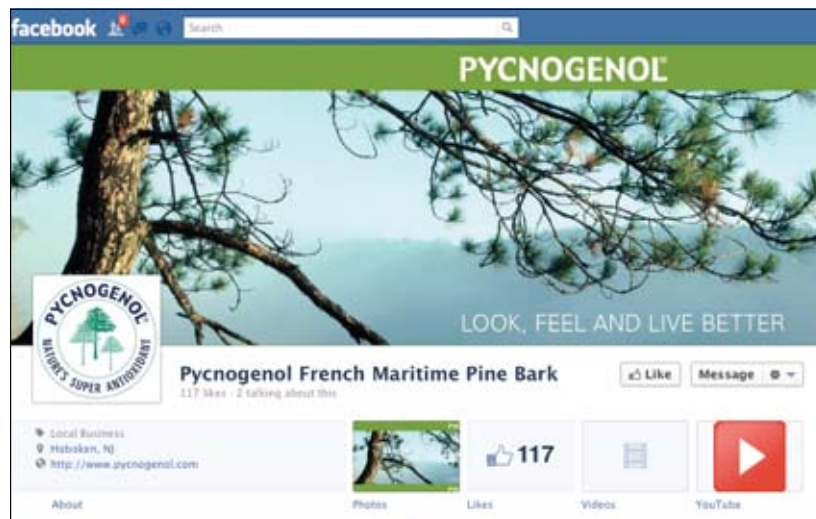 facebook
Search
PYCNOGENOL®
LOOK, FEEL AND LIVE BETTER
PYCNOGENOL®
NATURE'S SUPER ANTIOXIDANT
Pycnogenol French Maritime Pine Bark
117 likes · 2 talking about this
Like
Message
Local Business
Hoboken, NJ
http://www.pycnogenol.com
117
About
Photos
Likes
Videos
YouTube